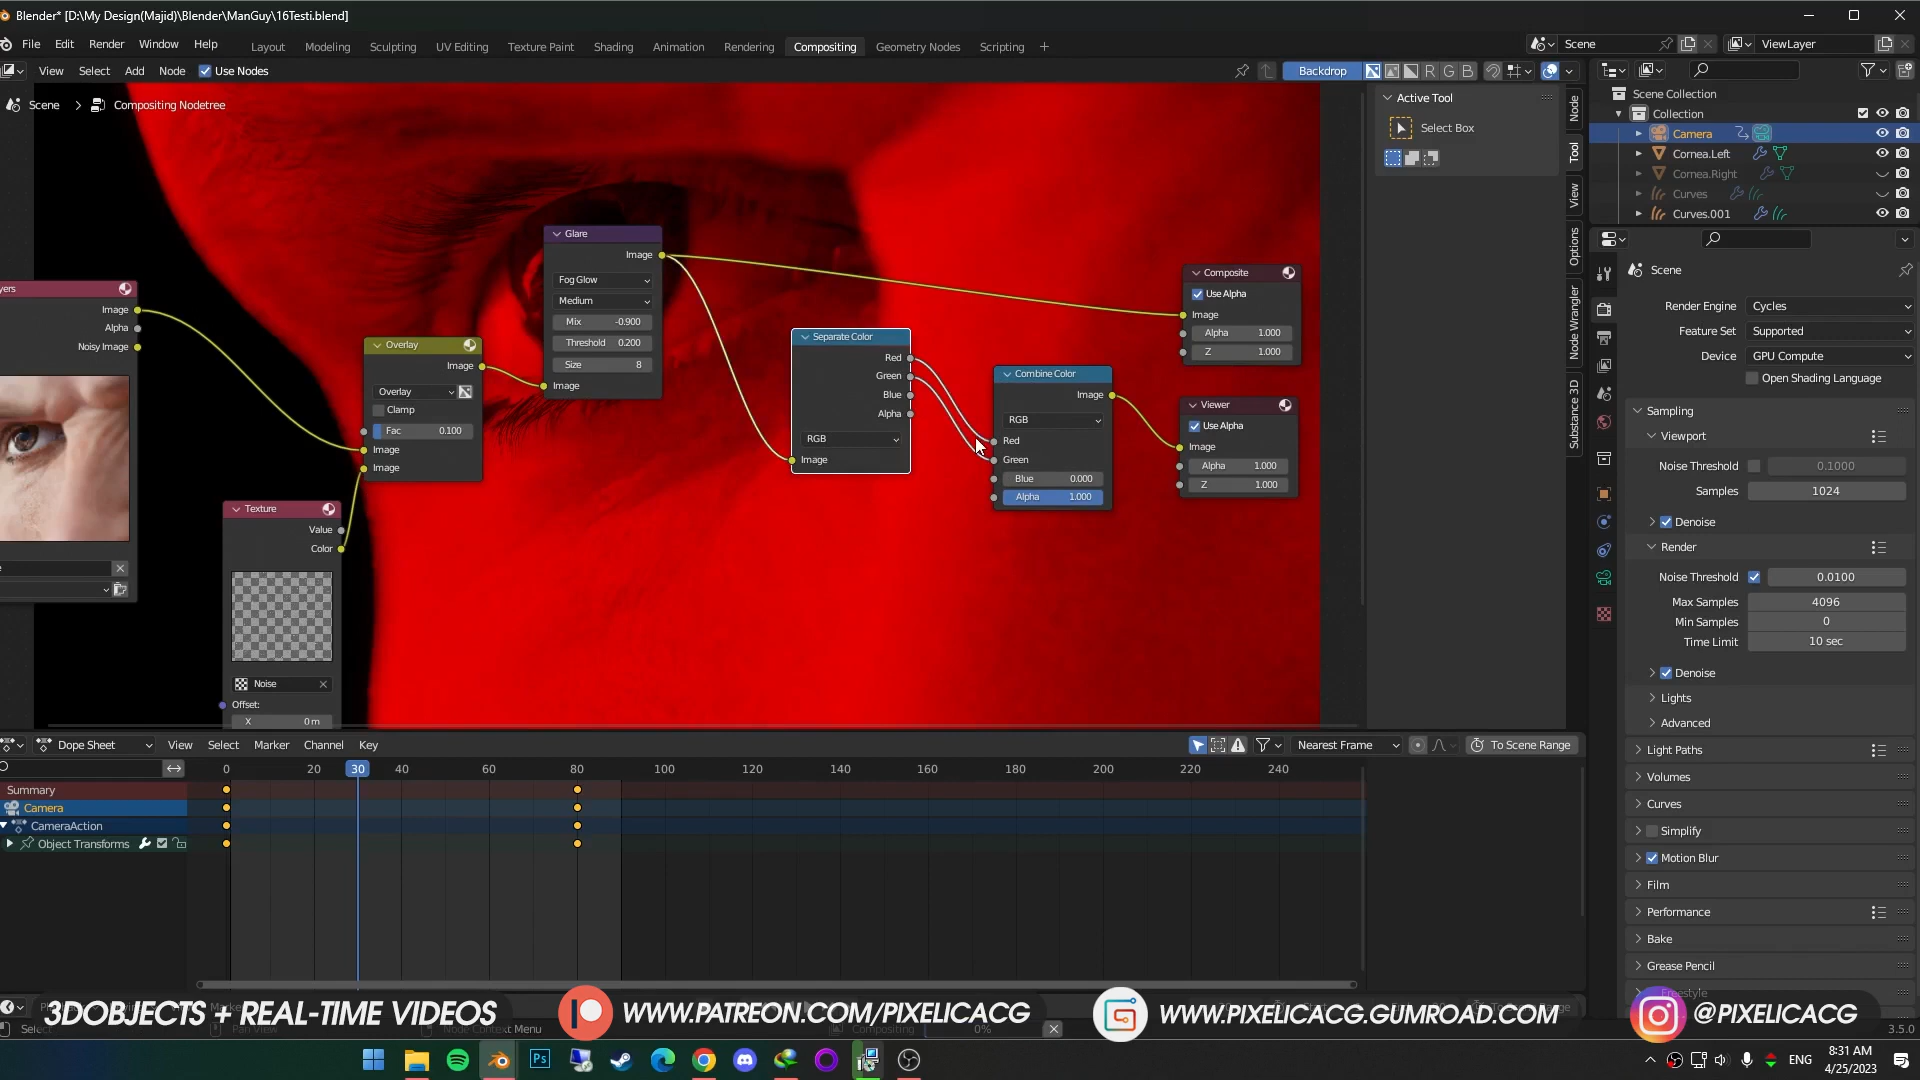 Blender* [D:\My Design(Majid)\Blender\ManGuy\16Testi.blend]
File Edit Render Window Help
Layout Modeling Sculpting UV Editing Texture Paint Shading Animation Rendering Compositing Geometry Nodes Scripting +
Scene
ViewLayer
View Select Add Node Use Nodes
Backdrop R G B
Scene > Compositing Nodetree
Active Tool
Select Box
Node
Tool
View
Options
Node Wrangler
Substance 3D
Scene Collection
Collection
Camera
Cornea.Left
Cornea.Right
Curves
Curves.001
yers
Image
Alpha
Noisy Image
Overlay
Image
Overlay
Clamp
Fac 0.100
Image
Image
Texture
Value
Color
Noise
Offset:
X 0 m
Glare
Image
Fog Glow
Medium
Mix -0.900
Threshold 0.200
Size 8
Image
Separate Color
Red
Green
Blue
Alpha
RGB
Image
Combine Color
Image
RGB
Red
Green
Blue 0.000
Alpha 1.000
Composite
Use Alpha
Image
Alpha 1.000
Z 1.000
Viewer
Use Alpha
Image
Alpha 1.000
Z 1.000
Scene
Render Engine Cycles
Feature Set Supported
Device GPU Compute
Open Shading Language
Sampling
Viewport
Noise Threshold 0.1000
Samples 1024
Denoise
Render
Noise Threshold 0.0100
Max Samples 4096
Min Samples 0
Time Limit 10 sec
Denoise
Lights
Advanced
Light Paths
Volumes
Curves
Simplify
Motion Blur
Film
Performance
Bake
Grease Pencil
Freestyle
Dope Sheet View Select Marker Channel Key
Nearest Frame
To Scene Range
0 20 30 40 60 80 100 120 140 160 180 200 220 240
Summary
Camera
CameraAction
Object Transforms
3DOBJECTS + REAL-TIME VIDEOS
WWW.PATREON.COM/PIXELICACG
WWW.PIXELICACG.GUMROAD.COM
@PIXELICACG
Select
Pan View
Node Context Menu
Compositing
0%
3.5.0
Ps
ENG
8:31 AM
4/25/2023